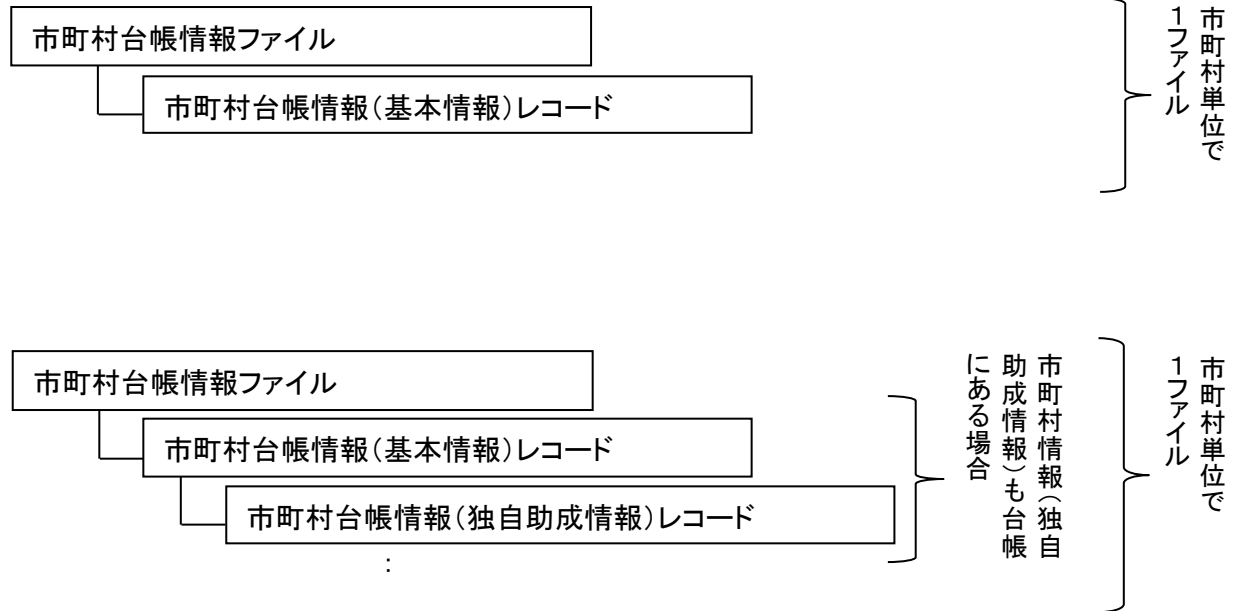 市町村台帳情報ファイル
市町村台帳情報（基本情報）レコード
市町村単位で
１ファイル
市町村台帳情報ファイル
市町村台帳情報（基本情報）レコード
市町村台帳情報（独自助成情報）レコード
：
市町村情報（独自
助成情報）も台帳
にある場合
市町村単位で
１ファイル